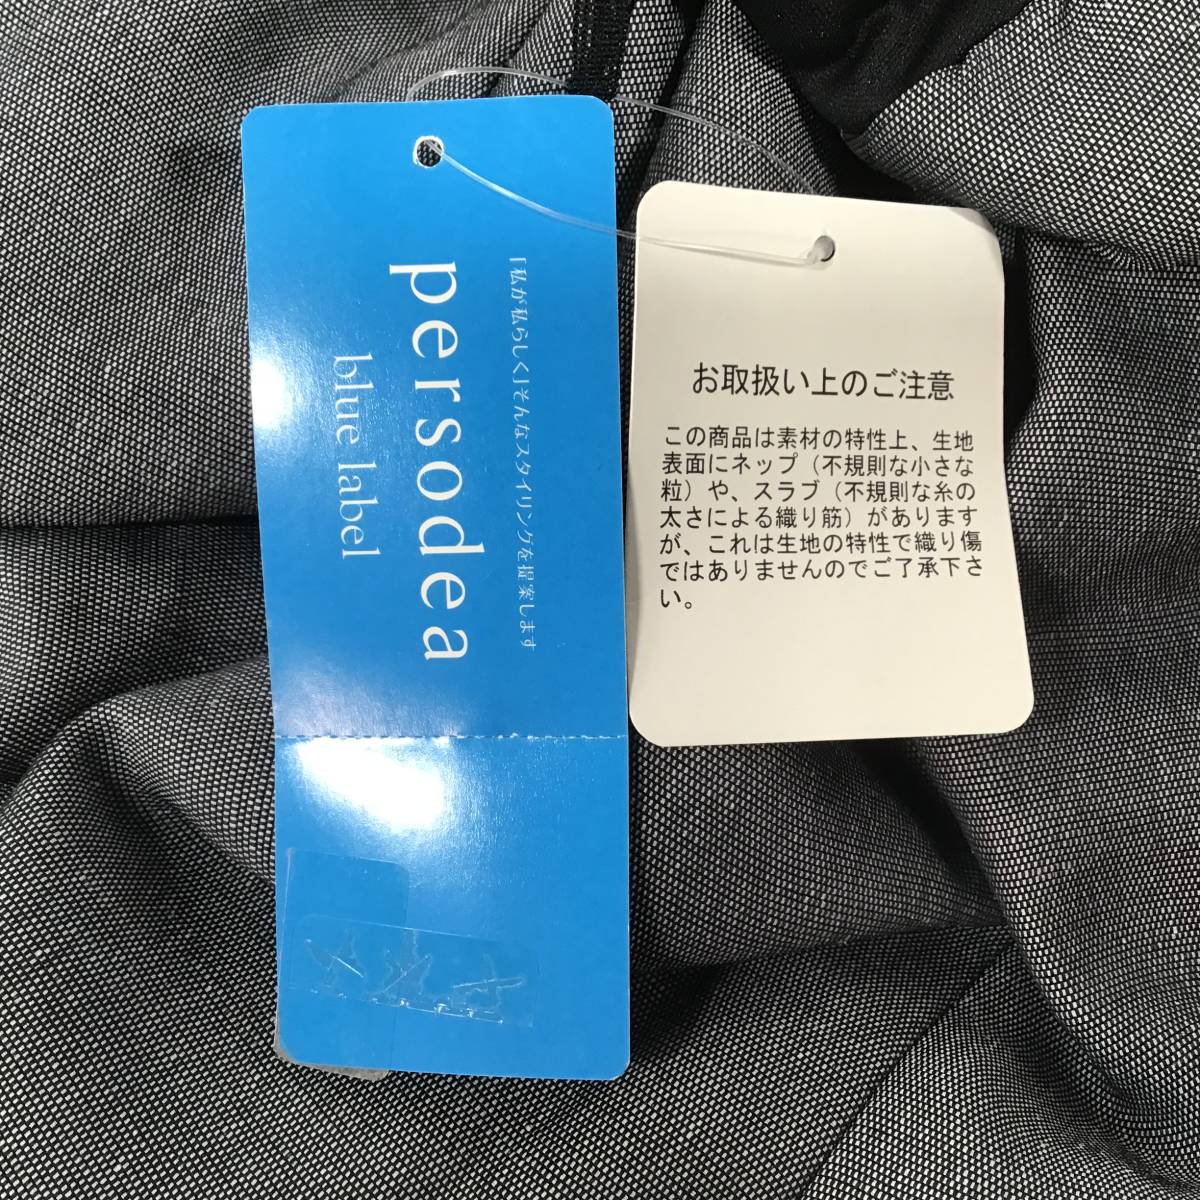 「私が私らしく」そんなスタイリングを提案します
persodea
blue label
お取扱い上のご注意
この商品は素材の特性上、生地
表面にネップ（不規則な小さな
粒）や、スラブ（不規則な糸の
太さによる織り筋）があります
が、これは生地の特性で織り傷
ではありませんのでご了承下さ
い。